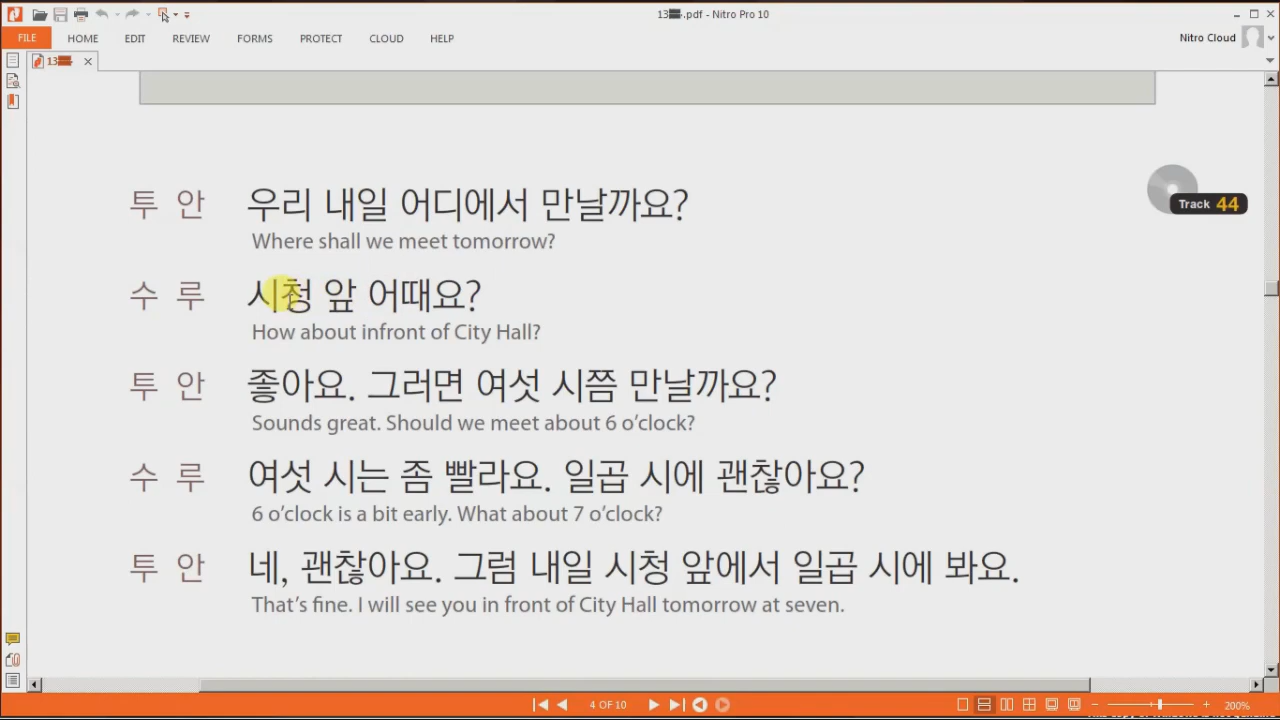 13 .pdf - Nitro Pro 10
FILE HOME EDIT REVIEW FORMS PROTECT CLOUD HELP Nitro Cloud
13
투 안 우리 내일 어디에서 만날까요?
Where shall we meet tomorrow?
Track 44
수 루 시청 앞 어때요?
How about infront of City Hall?
투 안 좋아요. 그러면 여섯 시쯤 만날까요?
Sounds great. Should we meet about 6 o’clock?
수 루 여섯 시는 좀 빨라요. 일곱 시에 괜찮아요?
6 o’clock is a bit early. What about 7 o’clock?
투 안 네, 괜찮아요. 그럼 내일 시청 앞에서 일곱 시에 봐요.
That’s fine. I will see you in front of City Hall tomorrow at seven.
4 OF 10 200%